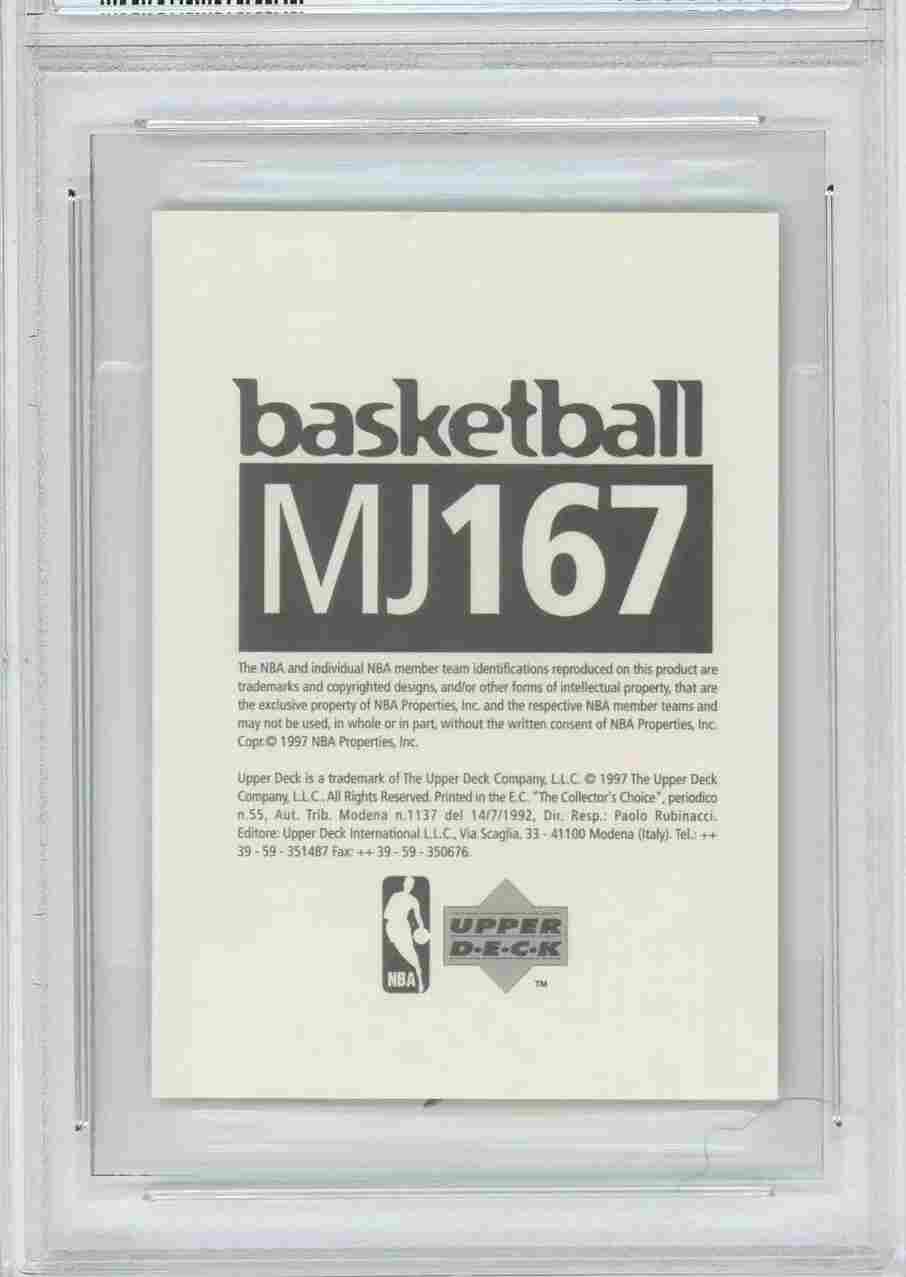 basketball
MJ167
The NBA and individual NBA member team identifications reproduced on this product are
trademarks and copyrighted designs, and/or other forms of intellectual property, that are
the exclusive property of NBA Properties, Inc. and the respective NBA member teams and
may not be used, in whole or in part, without the written consent of NBA Properties, Inc.
Copr.© 1997 NBA Properties, Inc.
Upper Deck is a trademark of The Upper Deck Company, L.L.C. © 1997 The Upper Deck
Company, L.L.C. All Rights Reserved. Printed in the E.C. "The Collector's Choice", periodico
n.55, Aut. Trib. Modena n.1137 del 14/7/1992, Dir. Resp.: Paolo Rubinacci.
Editore: Upper Deck International L.L.C., Via Scaglia, 33 - 41100 Modena (Italy). Tel.: ++
39 - 59 - 351487 Fax: ++ 39 - 59 - 350676.
NBA
UPPER
D•E•C•K
TM